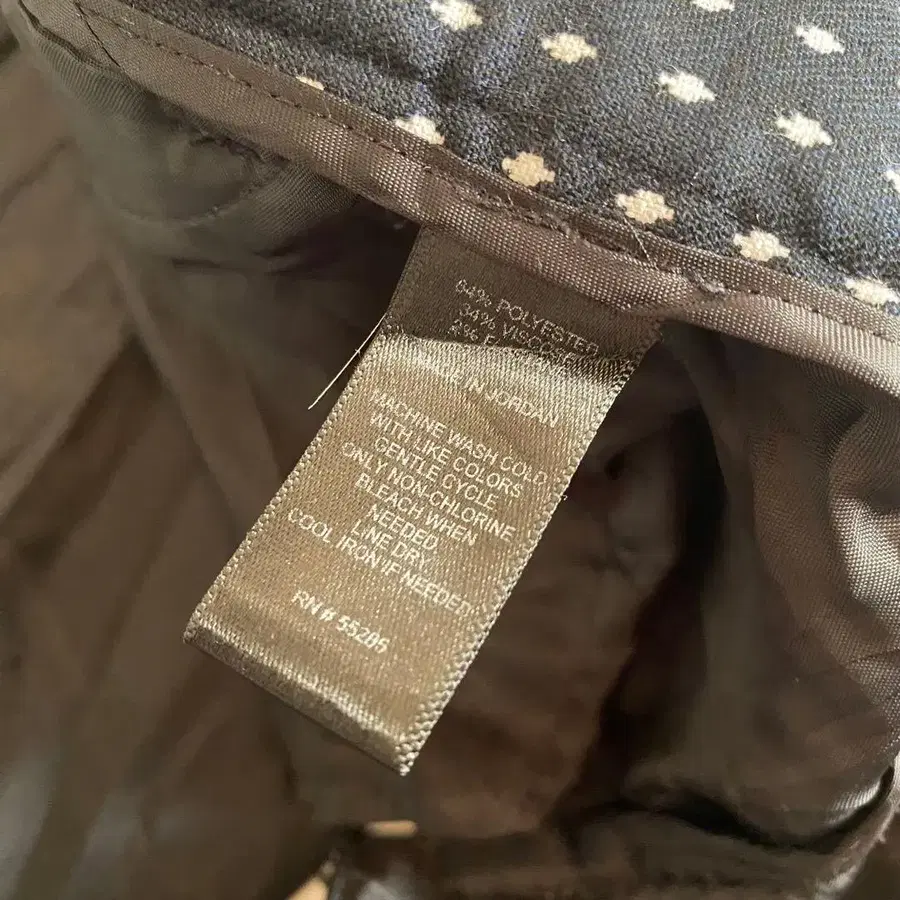 64% POLYESTER
34% VISCOSE
2%
MADE IN JORDAN
MACHINE WASH COLD
WITH LIKE COLORS
GENTLE CYCLE
ONLY NON-CHLORINE
BLEACH WHEN
NEEDED.
LINE DRY.
COOL IRON IF NEEDED
RN# 55285